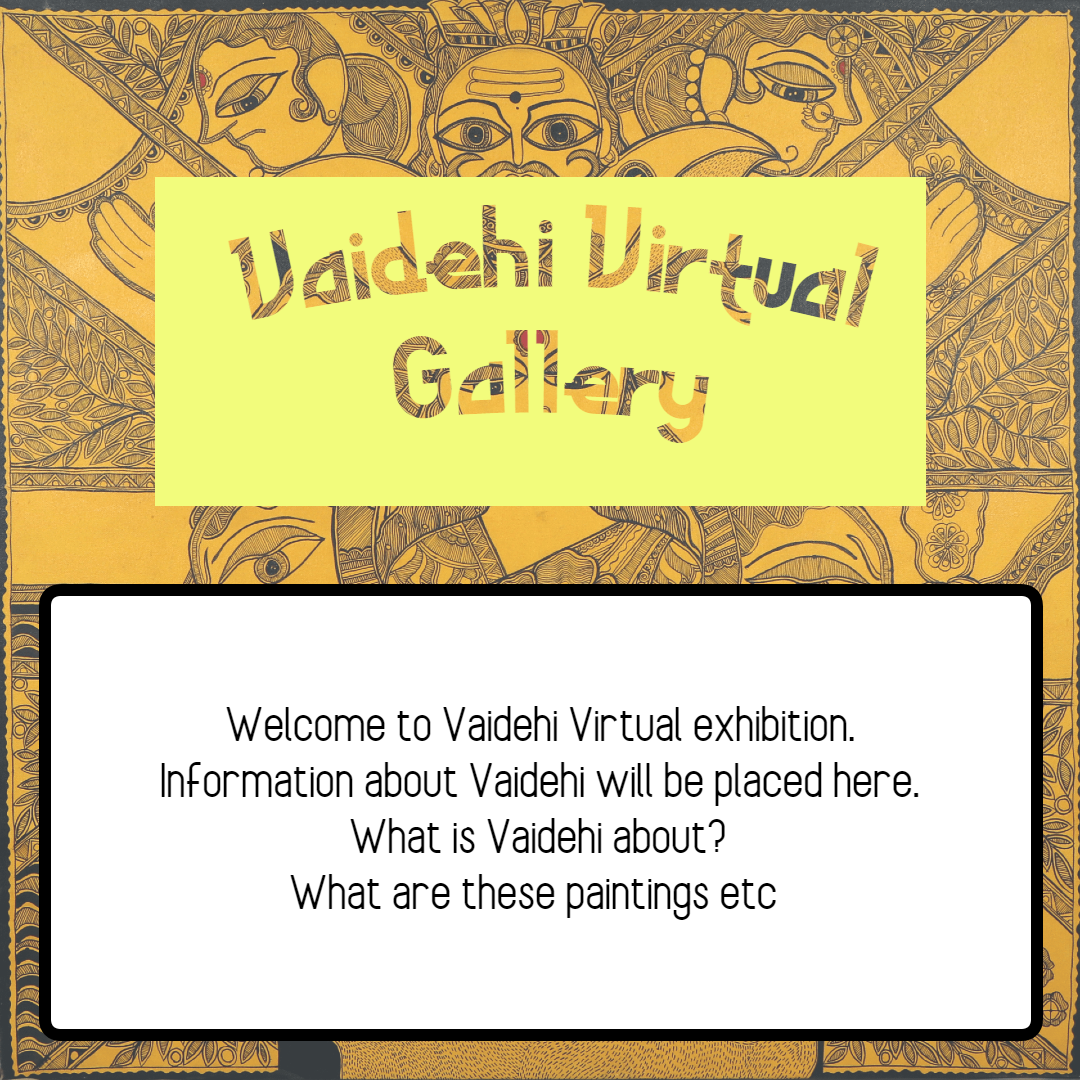 Vaidehi Virtual
Gallery
Welcome to Vaidehi Virtual exhibition.
Information about Vaidehi will be placed here.
What is Vaidehi about?
What are these paintings etc